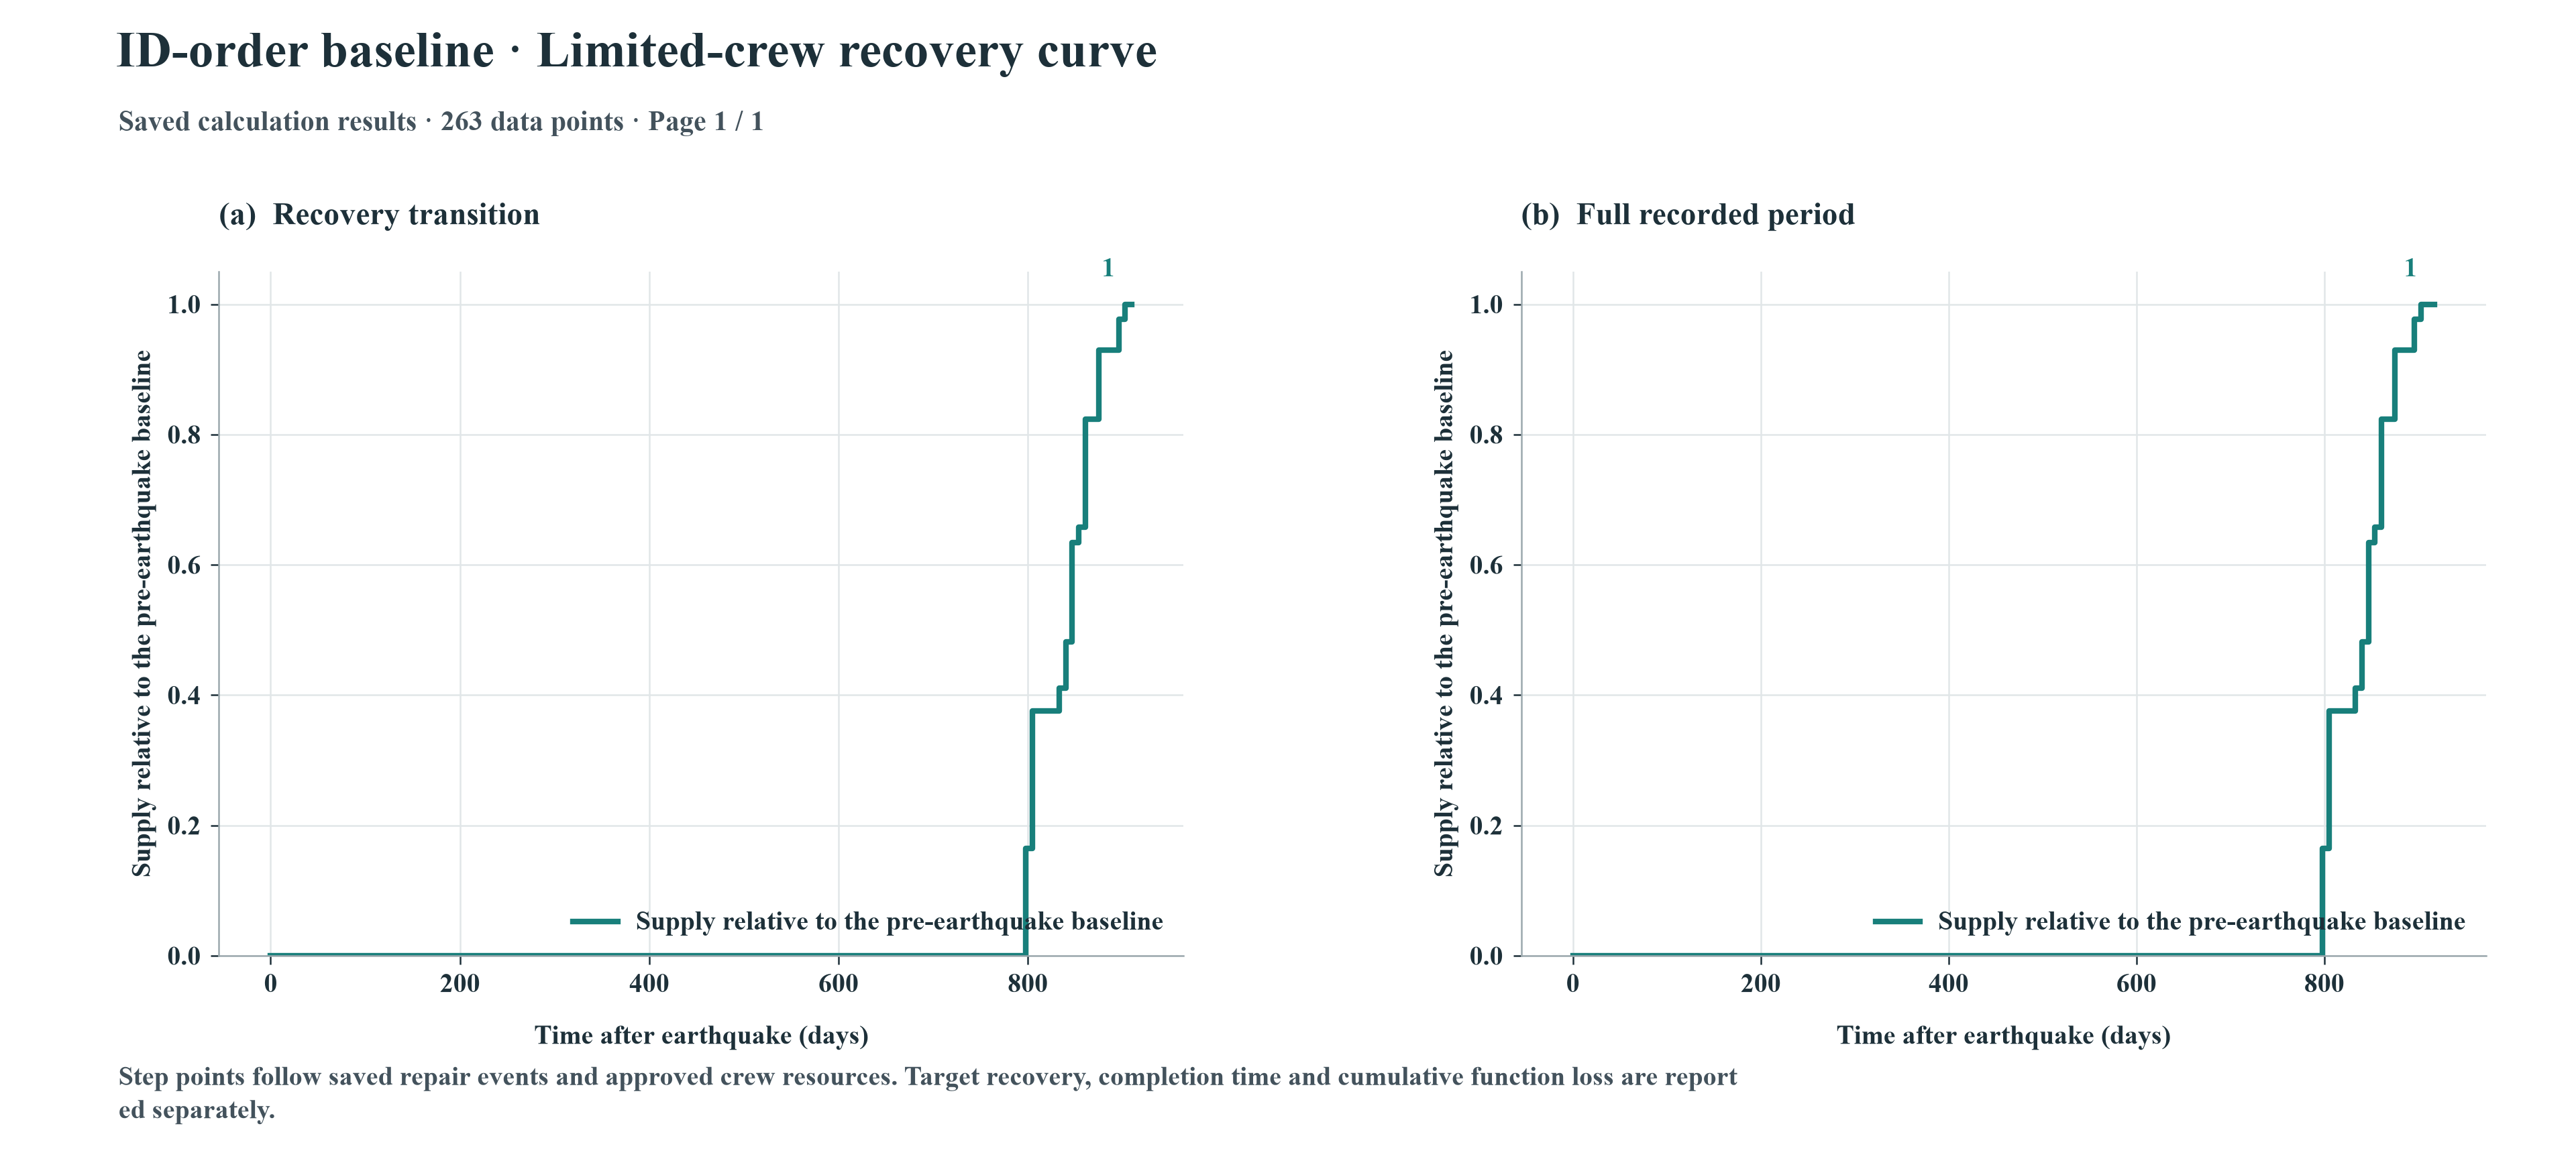 ID-order baseline · Limited-crew recovery curve
Saved calculation results · 263 data points · Page 1 / 1
(a) Recovery transition
1
1.0
0.8
0.6
0.4
0.2
0.0
Supply relative to the pre-earthquake baseline
Supply relative to the pre-earthquake baseline
0 200 400 600 800
Time after earthquake (days)
(b) Full recorded period
1
1.0
0.8
0.6
0.4
0.2
0.0
Supply relative to the pre-earthquake baseline
Supply relative to the pre-earthquake baseline
0 200 400 600 800
Time after earthquake (days)
Step points follow saved repair events and approved crew resources. Target recovery, completion time and cumulative function loss are report
ed separately.